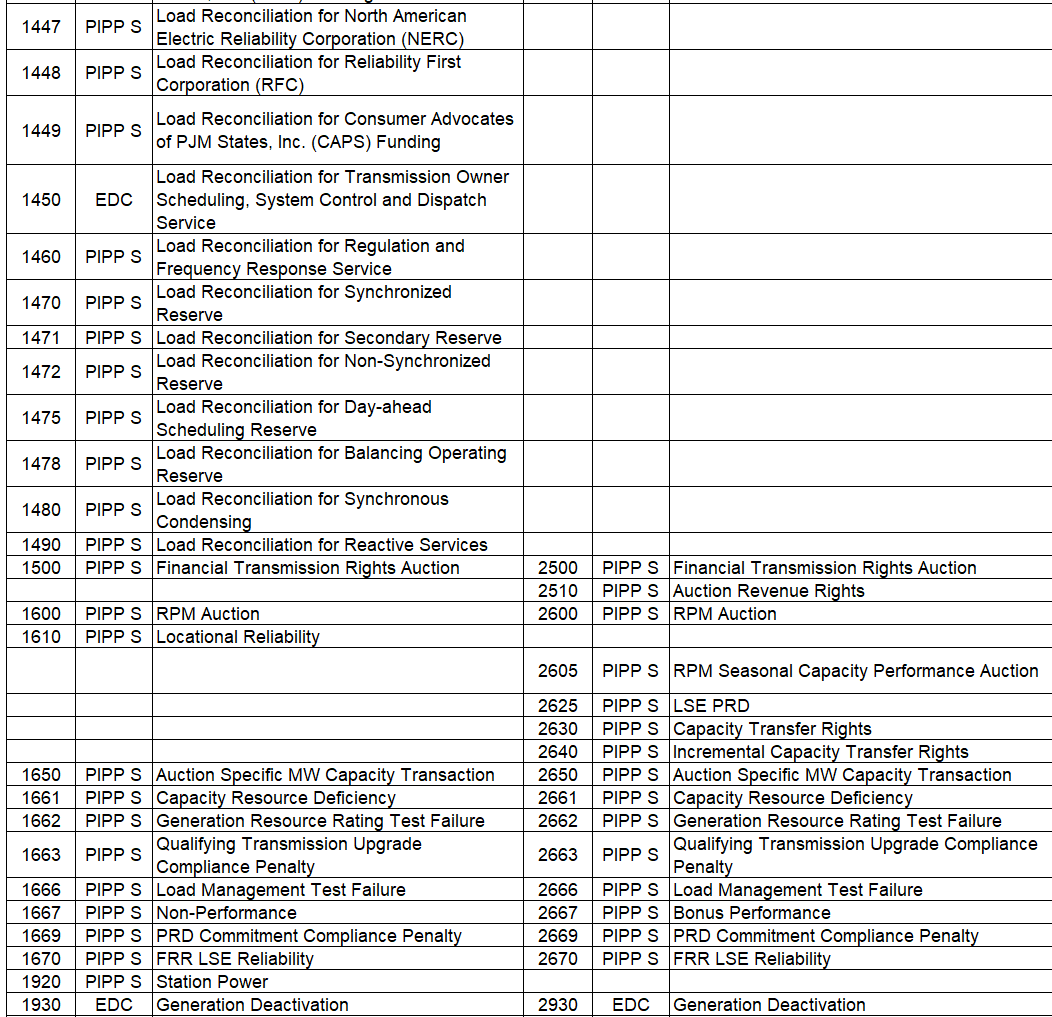 1447 PIPP S Load Reconciliation for North American
Electric Reliability Corporation (NERC)
1448 PIPP S Load Reconciliation for Reliability First
Corporation (RFC)
1449 PIPP S Load Reconciliation for Consumer Advocates
of PJM States, Inc. (CAPS) Funding
1450 EDC Load Reconciliation for Transmission Owner
Scheduling, System Control and Dispatch
Service
1460 PIPP S Load Reconciliation for Regulation and
Frequency Response Service
1470 PIPP S Load Reconciliation for Synchronized
Reserve
1471 PIPP S Load Reconciliation for Secondary Reserve
1472 PIPP S Load Reconciliation for Non-Synchronized
Reserve
1475 PIPP S Load Reconciliation for Day-ahead
Scheduling Reserve
1478 PIPP S Load Reconciliation for Balancing Operating
Reserve
1480 PIPP S Load Reconciliation for Synchronous
Condensing
1490 PIPP S Load Reconciliation for Reactive Services
1500 PIPP S Financial Transmission Rights Auction 2500 PIPP S Financial Transmission Rights Auction
2510 PIPP S Auction Revenue Rights
1600 PIPP S RPM Auction 2600 PIPP S RPM Auction
1610 PIPP S Locational Reliability
2605 PIPP S RPM Seasonal Capacity Performance Auction
2625 PIPP S LSE PRD
2630 PIPP S Capacity Transfer Rights
2640 PIPP S Incremental Capacity Transfer Rights
1650 PIPP S Auction Specific MW Capacity Transaction 2650 PIPP S Auction Specific MW Capacity Transaction
1661 PIPP S Capacity Resource Deficiency 2661 PIPP S Capacity Resource Deficiency
1662 PIPP S Generation Resource Rating Test Failure 2662 PIPP S Generation Resource Rating Test Failure
1663 PIPP S Qualifying Transmission Upgrade
Compliance Penalty 2663 PIPP S Qualifying Transmission Upgrade Compliance
Penalty
1666 PIPP S Load Management Test Failure 2666 PIPP S Load Management Test Failure
1667 PIPP S Non-Performance 2667 PIPP S Bonus Performance
1669 PIPP S PRD Commitment Compliance Penalty 2669 PIPP S PRD Commitment Compliance Penalty
1670 PIPP S FRR LSE Reliability 2670 PIPP S FRR LSE Reliability
1920 PIPP S Station Power
1930 EDC Generation Deactivation 2930 EDC Generation Deactivation